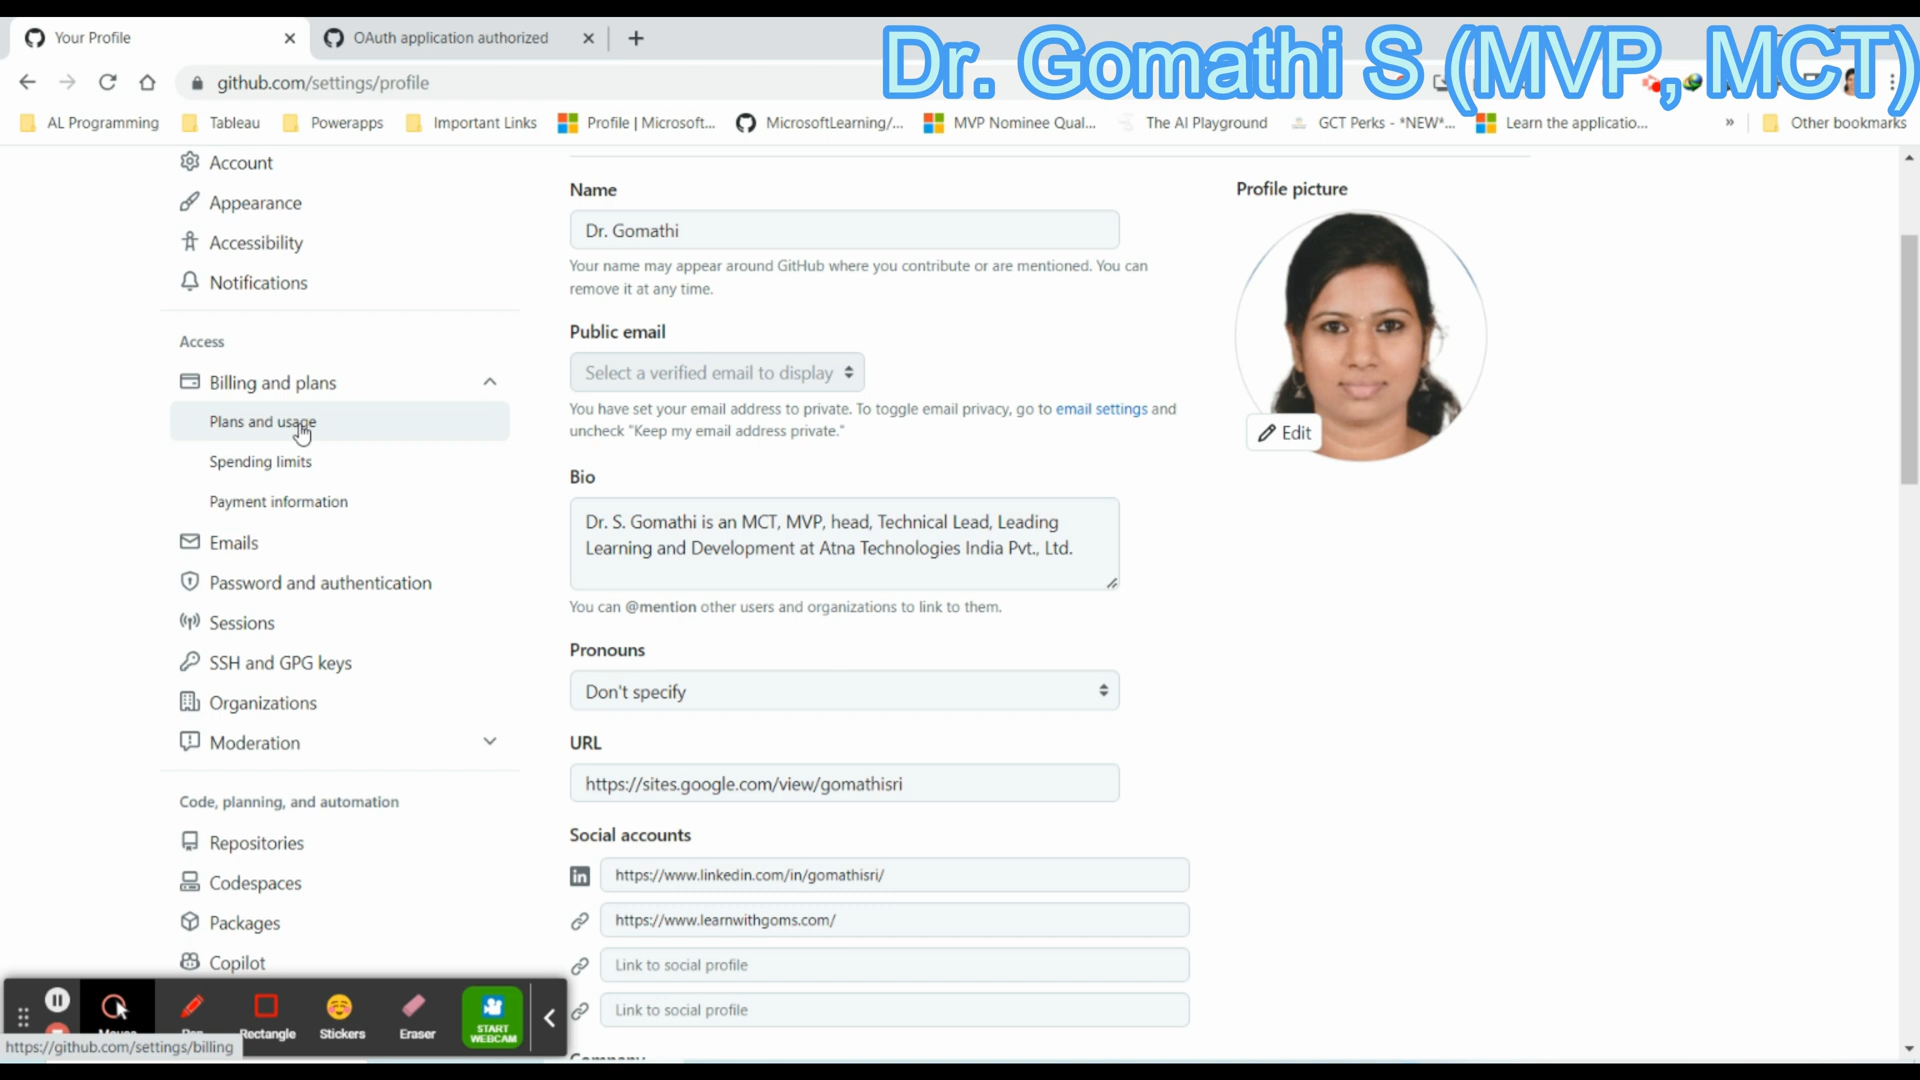 Your Profile
OAuth application authorized
Dr. Gomathi S (MVP, MCT)
github.com/settings/profile
AL Programming
Tableau
Powerapps
Important Links
Profile | Microsoft...
MicrosoftLearning/...
MVP Nominee Qual...
The AI Playground
GCT Perks - *NEW*...
Learn the applicatio...
»
Other bookmarks
Account
Appearance
Accessibility
Notifications
Access
Billing and plans
Plans and usage
Spending limits
Payment information
Emails
Password and authentication
Sessions
SSH and GPG keys
Organizations
Moderation
Code, planning, and automation
Repositories
Codespaces
Packages
Copilot
Name
Dr. Gomathi
Your name may appear around GitHub where you contribute or are mentioned. You can
remove it at any time.
Public email
Select a verified email to display
You have set your email address to private. To toggle email privacy, go to email settings and
uncheck "Keep my email address private."
Bio
Dr. S. Gomathi is an MCT, MVP, head, Technical Lead, Leading
Learning and Development at Atna Technologies India Pvt., Ltd.
You can @mention other users and organizations to link to them.
Pronouns
Don't specify
URL
https://sites.google.com/view/gomathisri
Social accounts
in
https://www.linkedin.com/in/gomathisri/
https://www.learnwithgoms.com/
Link to social profile
Link to social profile
Company
Profile picture
Edit
Mouse
Pen
Rectangle
Stickers
Eraser
START
WEBCAM
https://github.com/settings/billing